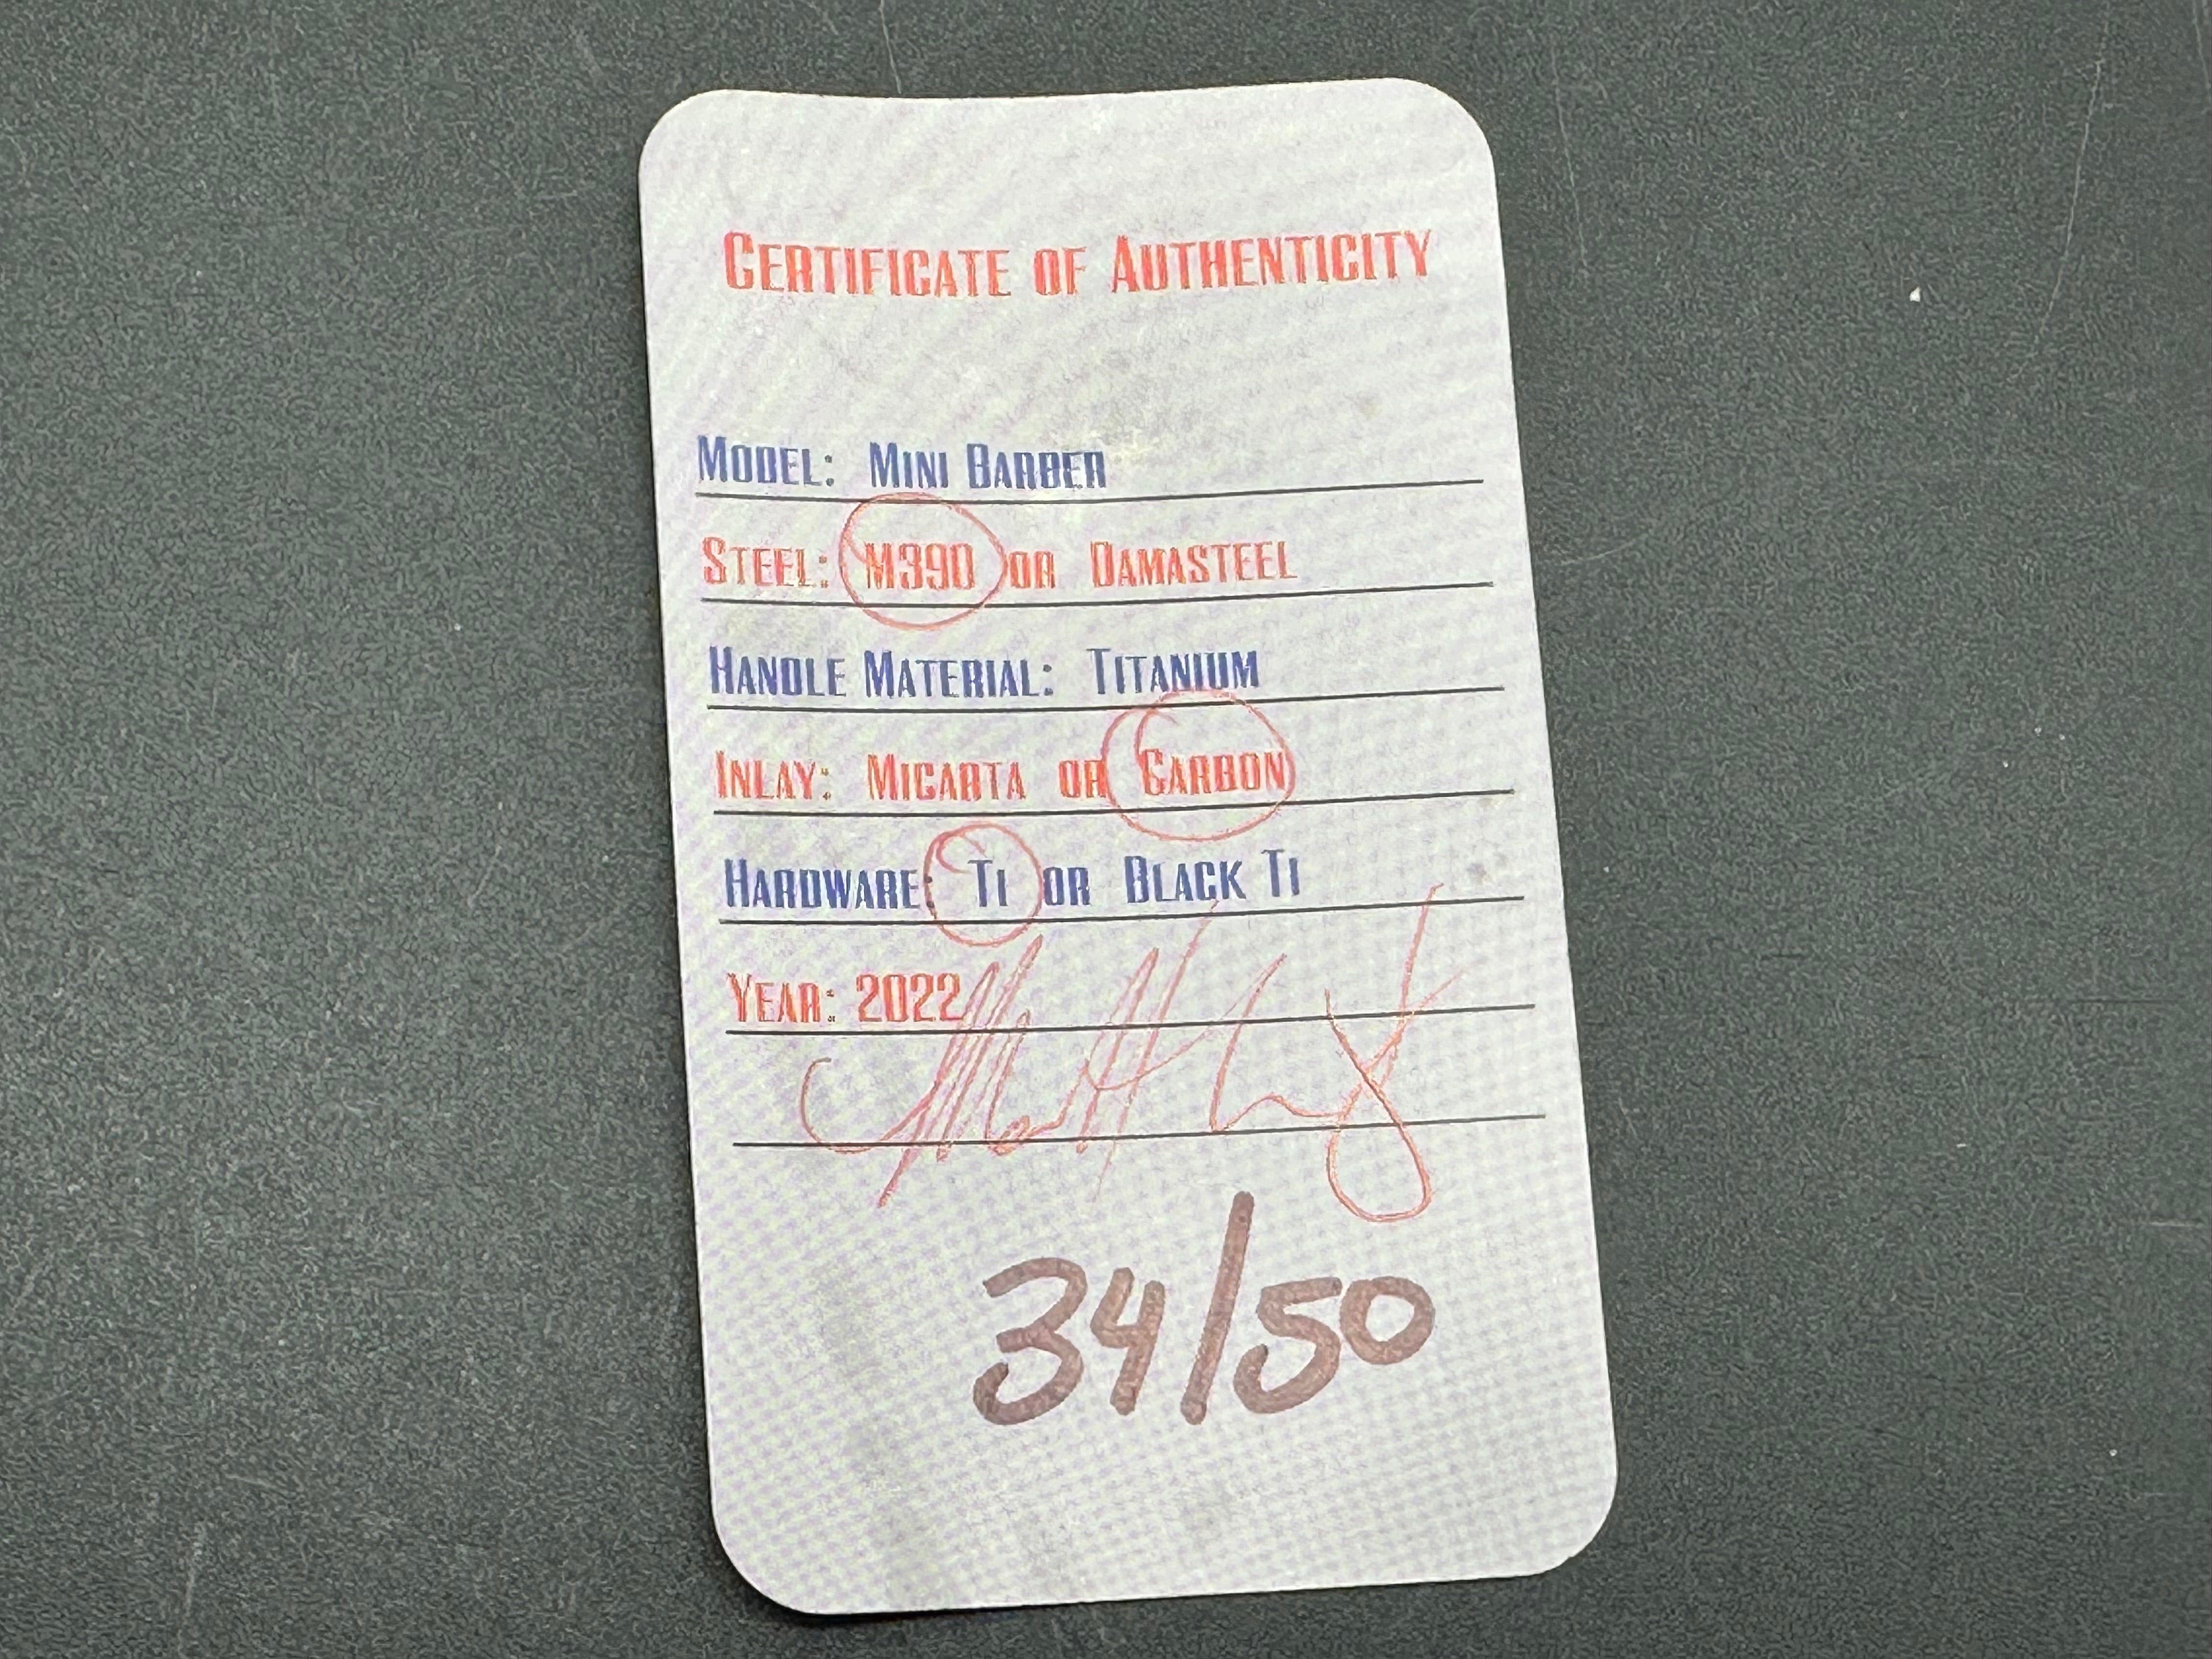 Certificate of Authenticity
Model: Mini Barber
Steel: M390 or Damasteel
Handle Material: Titanium
Inlay: Micarta or Carbon
Hardware: Ti or Black Ti
Year: 2022
34/50